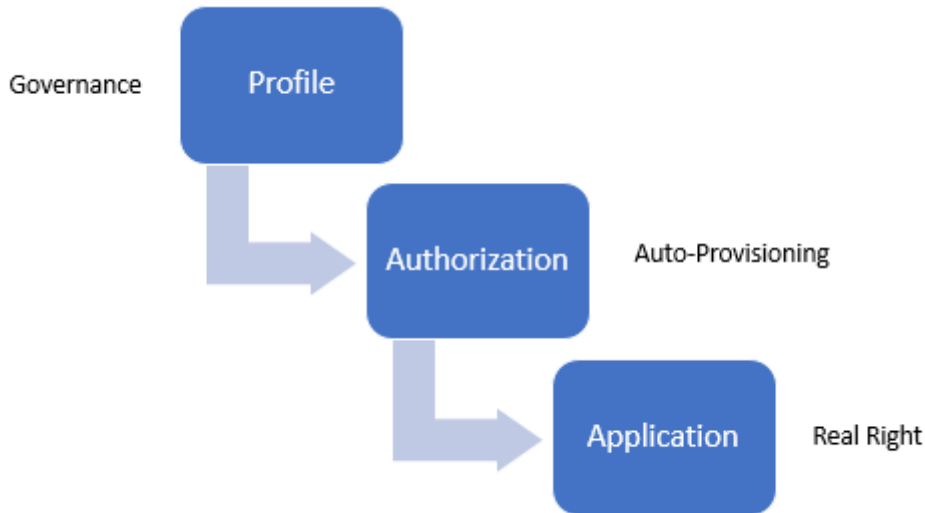 Governance
Profile
Authorization
Auto-Provisioning
Application
Real Right